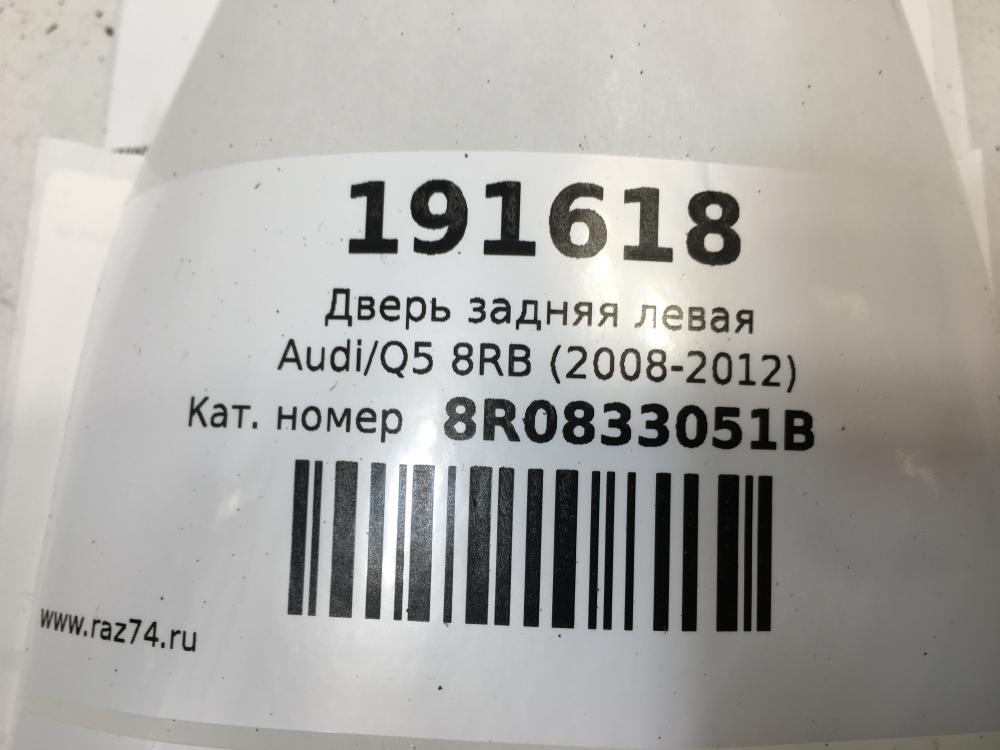 191618
Дверь задняя левая
Audi/Q5 8RB (2008-2012)
Кат. номер 8R0833051B
www.raz74.ru